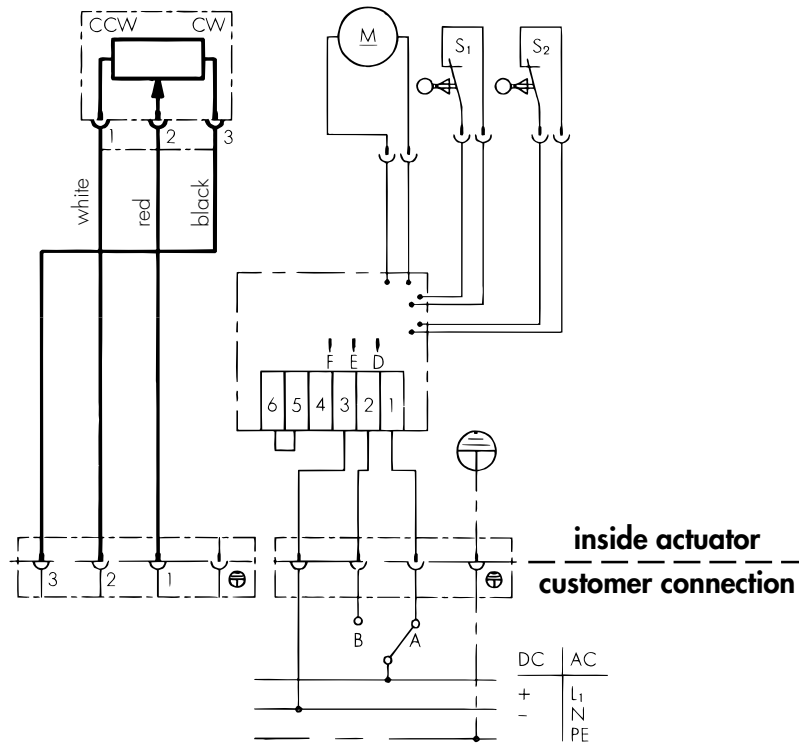 CCW CW
M
S1
S2
1 2 3
white
red
black
F E D
6 5 4 3 2 1
inside actuator
3 2 1
customer connection
B A
DC AC
+ L1
- N
PE